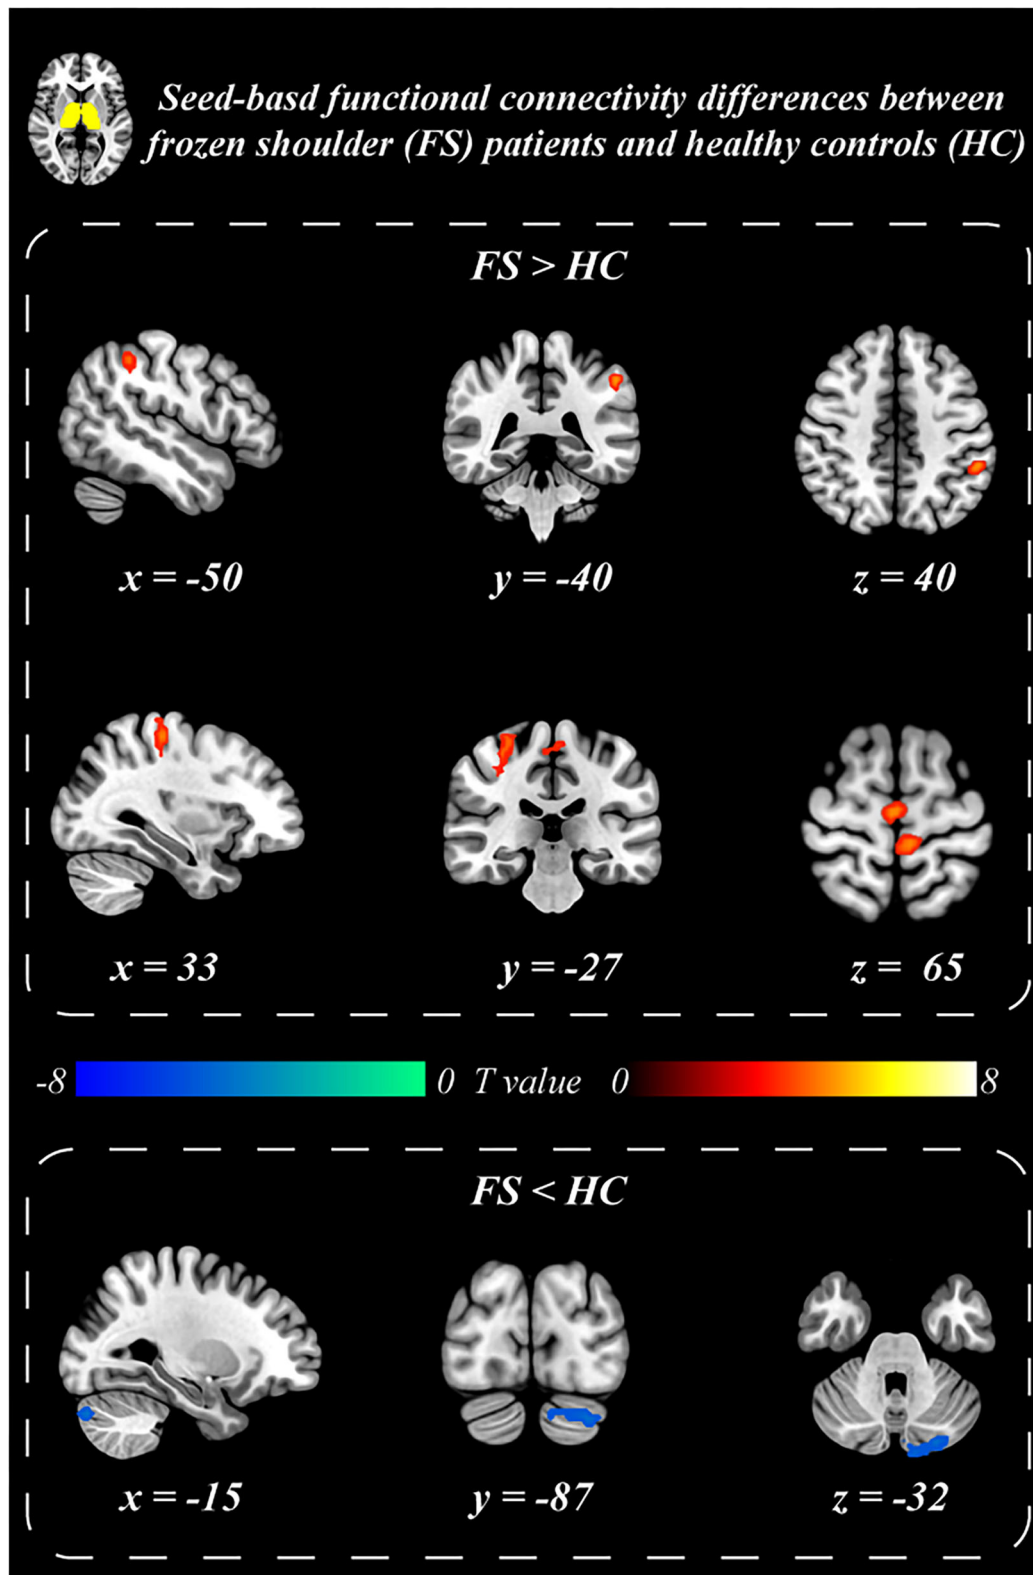 Seed-basd functional connectivity differences between
frozen shoulder (FS) patients and healthy controls (HC)
FS > HC
x = -50 y = -40 z = 40
x = 33 y = -27 z = 65
-8 0 T value 0 8
FS < HC
x = -15 y = -87 z = -32